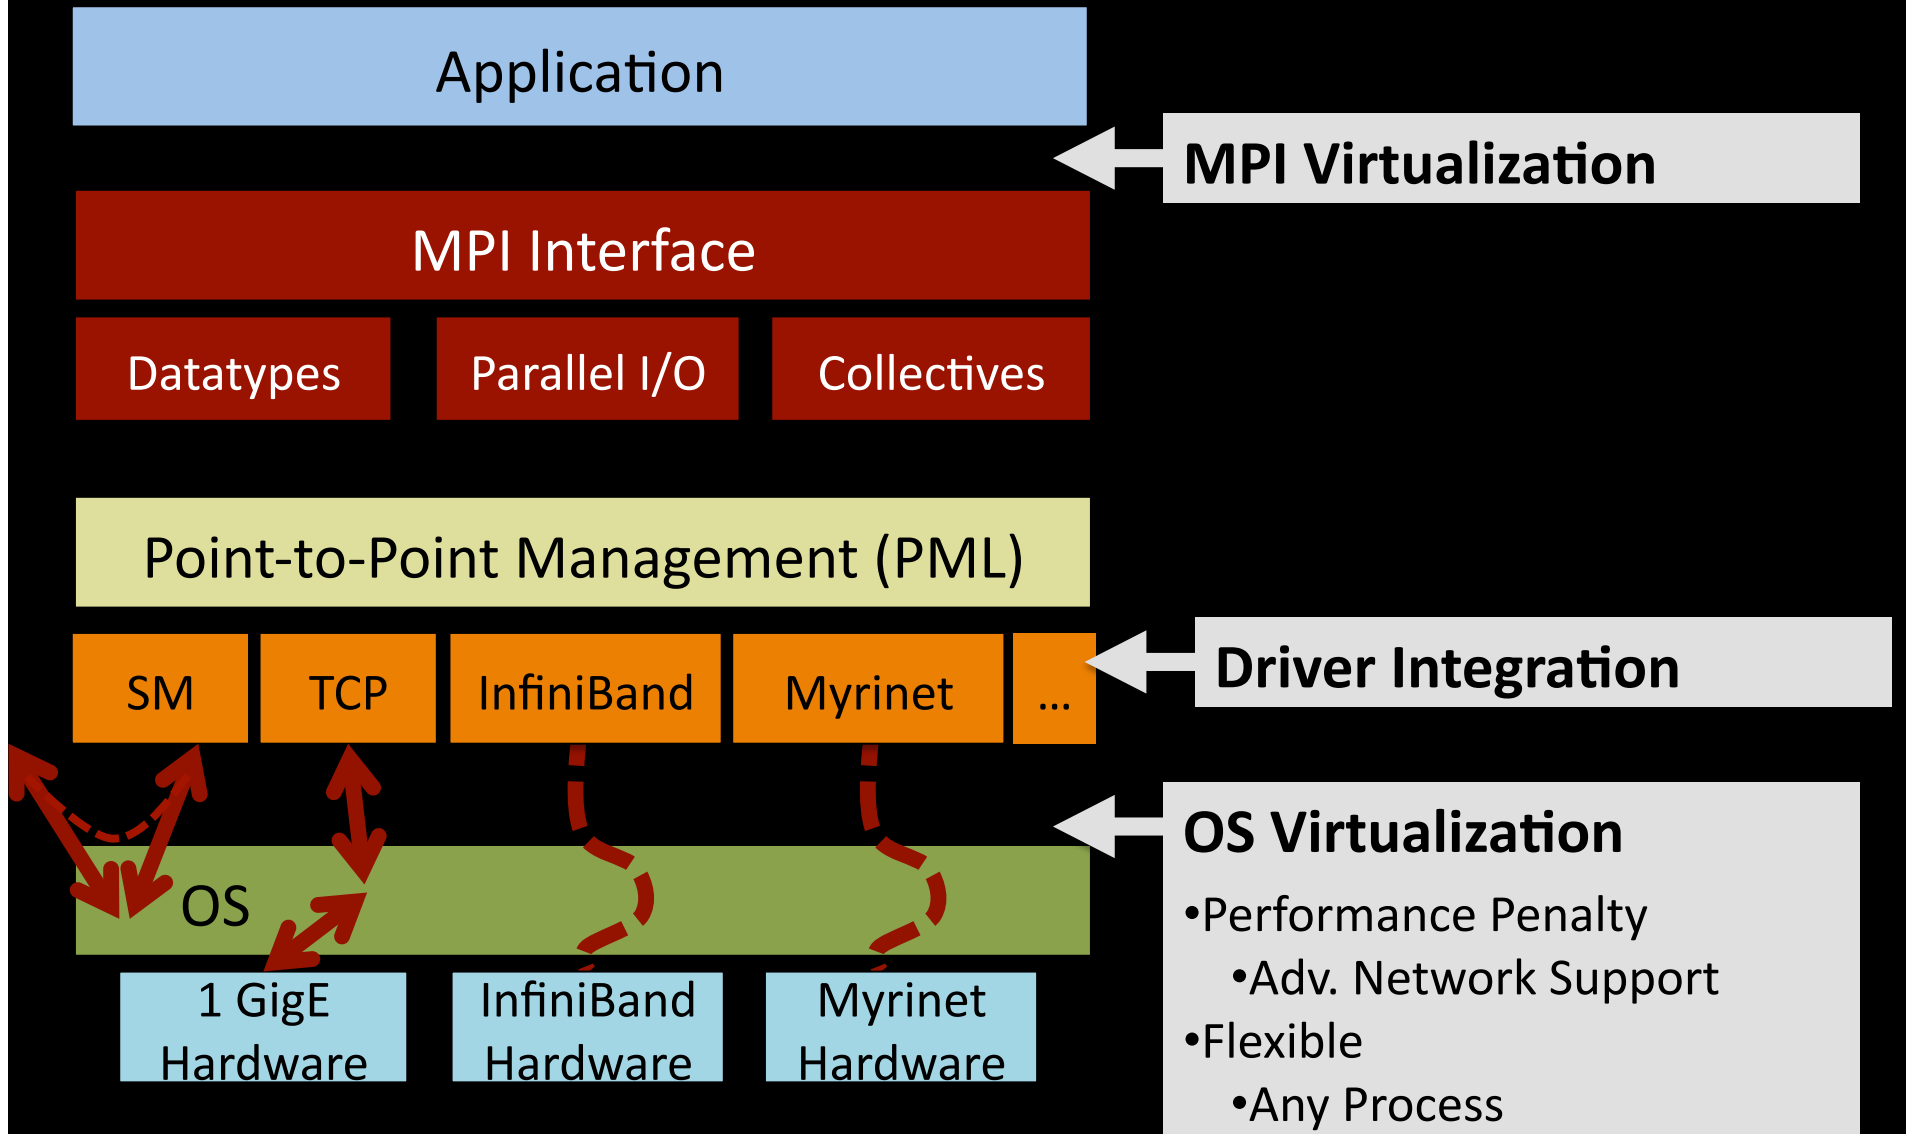 Application
MPI Virtualization
MPI Interface
Datatypes
Parallel I/O
Collectives
Point-to-Point Management (PML)
SM
TCP
InfiniBand
Myrinet
...
Driver Integration
OS Virtualization
•Performance Penalty
•Adv. Network Support
•Flexible
•Any Process
OS
1 GigE
Hardware
InfiniBand
Hardware
Myrinet
Hardware